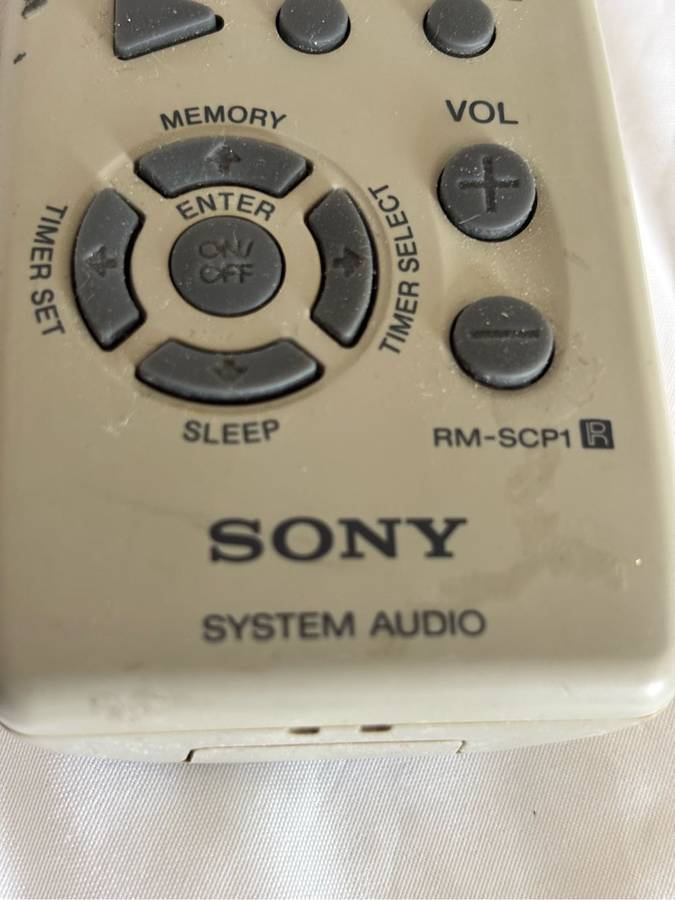 MEMORY
VOL
ENTER
TIMER SET
ON/
OFF
TIMER SELECT
SLEEP
RM-SCP1 R
SONY
SYSTEM AUDIO